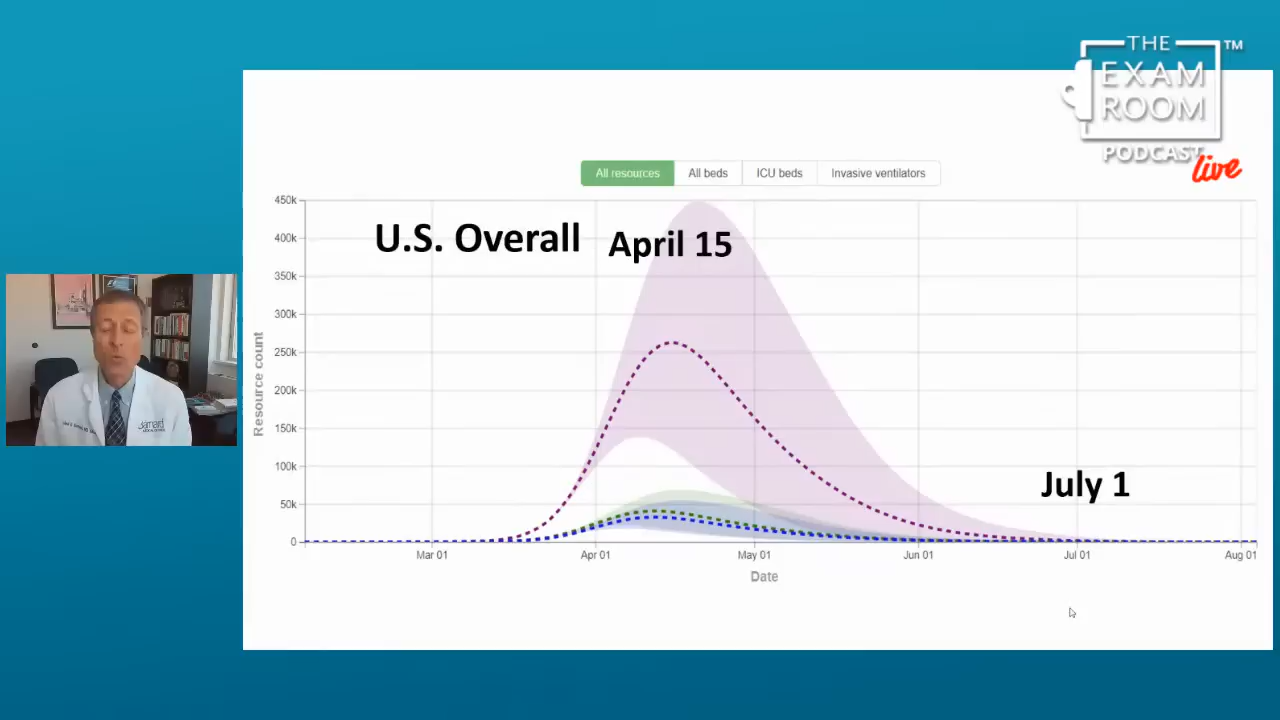 THE
EXAM
ROOM
TM
PODCAST
live
All resources
All beds
ICU beds
Invasive ventilators
450k
400k
350k
300k
250k
200k
150k
100k
50k
0
Resource count
U.S. Overall
April 15
July 1
Mar 01
Apr 01
May 01
Jun 01
Jul 01
Aug 01
Date